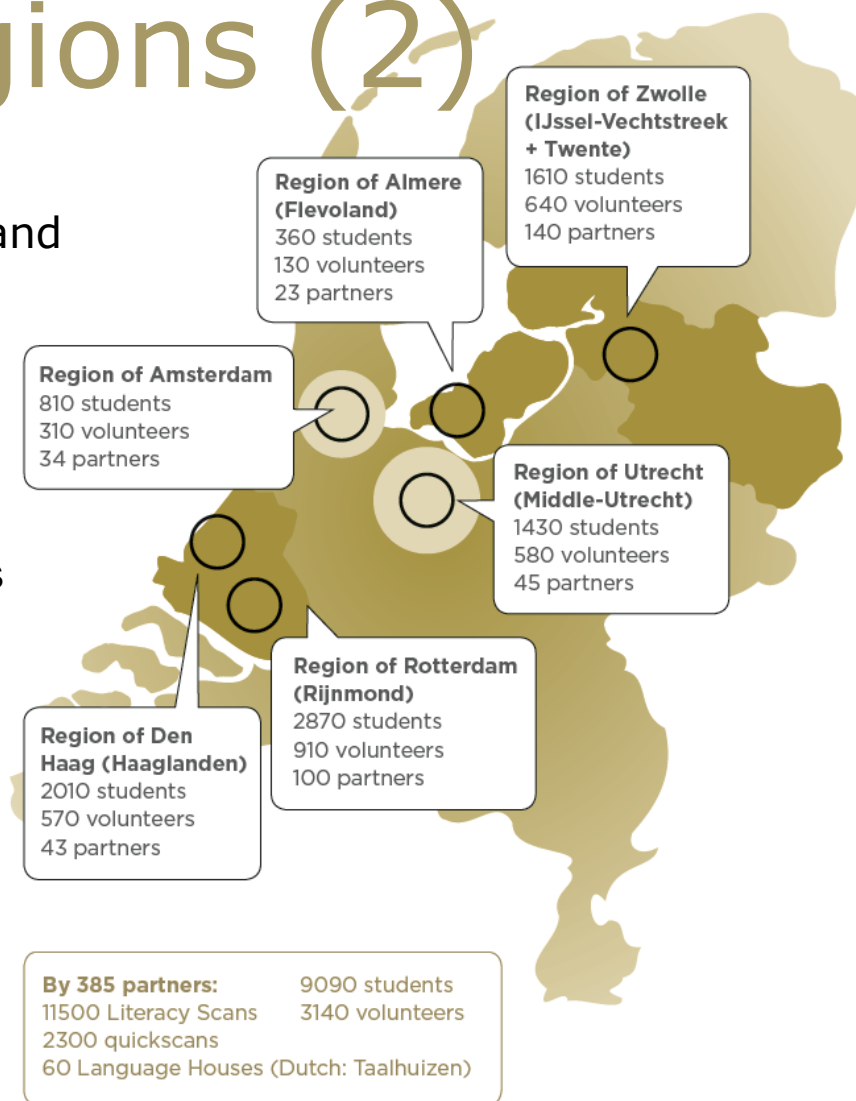 gions (2)
and
s
Region of Zwolle
(IJssel-Vechtstreek
+ Twente)
1610 students
640 volunteers
140 partners
Region of Almere
(Flevoland)
360 students
130 volunteers
23 partners
Region of Amsterdam
810 students
310 volunteers
34 partners
Region of Utrecht
(Middle-Utrecht)
1430 students
580 volunteers
45 partners
Region of Rotterdam
(Rijnmond)
2870 students
910 volunteers
100 partners
Region of Den
Haag (Haaglanden)
2010 students
570 volunteers
43 partners
By 385 partners:
11500 Literacy Scans
2300 quickscans
60 Language Houses (Dutch: Taalhuizen)
9090 students
3140 volunteers